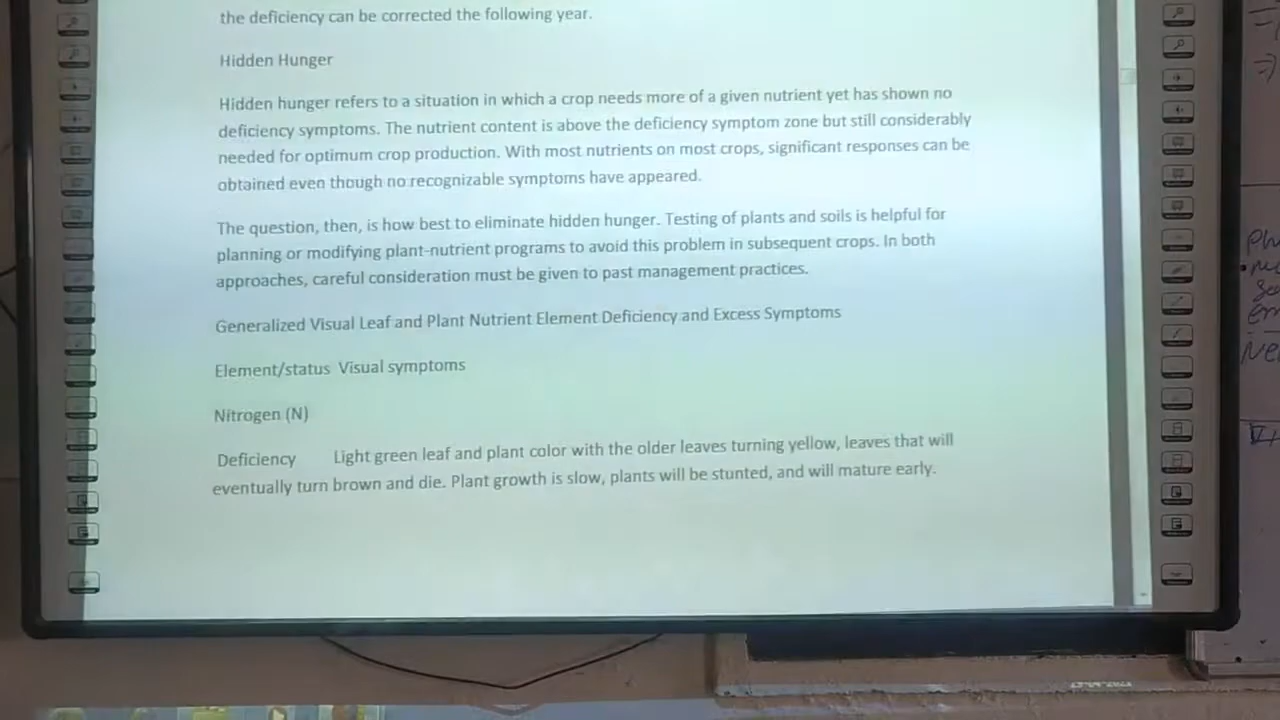 the deficiency can be corrected the following year.
Hidden Hunger
Hidden hunger refers to a situation in which a crop needs more of a given nutrient yet has shown no
deficiency symptoms. The nutrient content is above the deficiency symptom zone but still considerably
needed for optimum crop production. With most nutrients on most crops, significant responses can be
obtained even though no recognizable symptoms have appeared.
The question, then, is how best to eliminate hidden hunger. Testing of plants and soils is helpful for
planning or modifying plant-nutrient programs to avoid this problem in subsequent crops. In both
approaches, careful consideration must be given to past management practices.
Generalized Visual Leaf and Plant Nutrient Element Deficiency and Excess Symptoms
Element/status Visual symptoms
Nitrogen (N)
Deficiency Light green leaf and plant color with the older leaves turning yellow, leaves that will
eventually turn brown and die. Plant growth is slow, plants will be stunted, and will mature early.